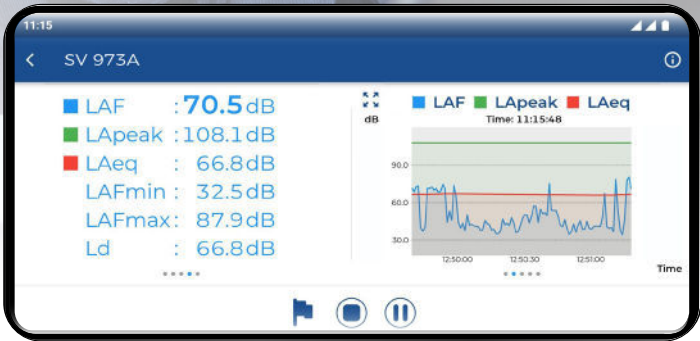 11:15
SV 973A
LAF : 70.5 dB
LApeak : 108.1 dB
LAeq : 66.8 dB
LAFmin : 32.5 dB
LAFmax : 87.9 dB
Ld : 66.8 dB
dB
LAF LApeak LAeq
Time: 11:15:48
90.0
60.0
30.0
12:50:00 12:50:30 12:51:00
Time